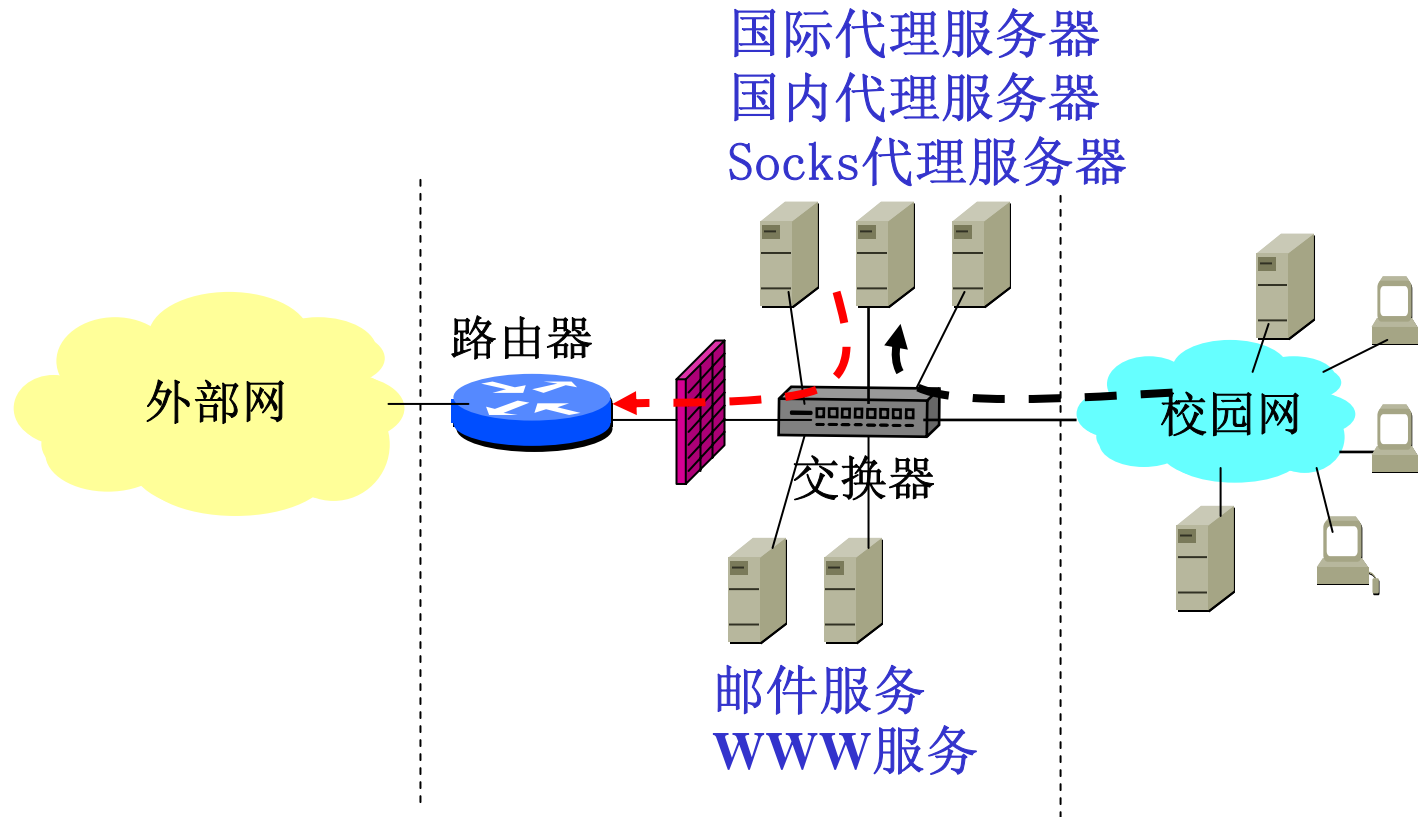 国际代理服务器
国内代理服务器
Socks代理服务器
路由器
外部网
校园网
交换器
邮件服务
WWW服务